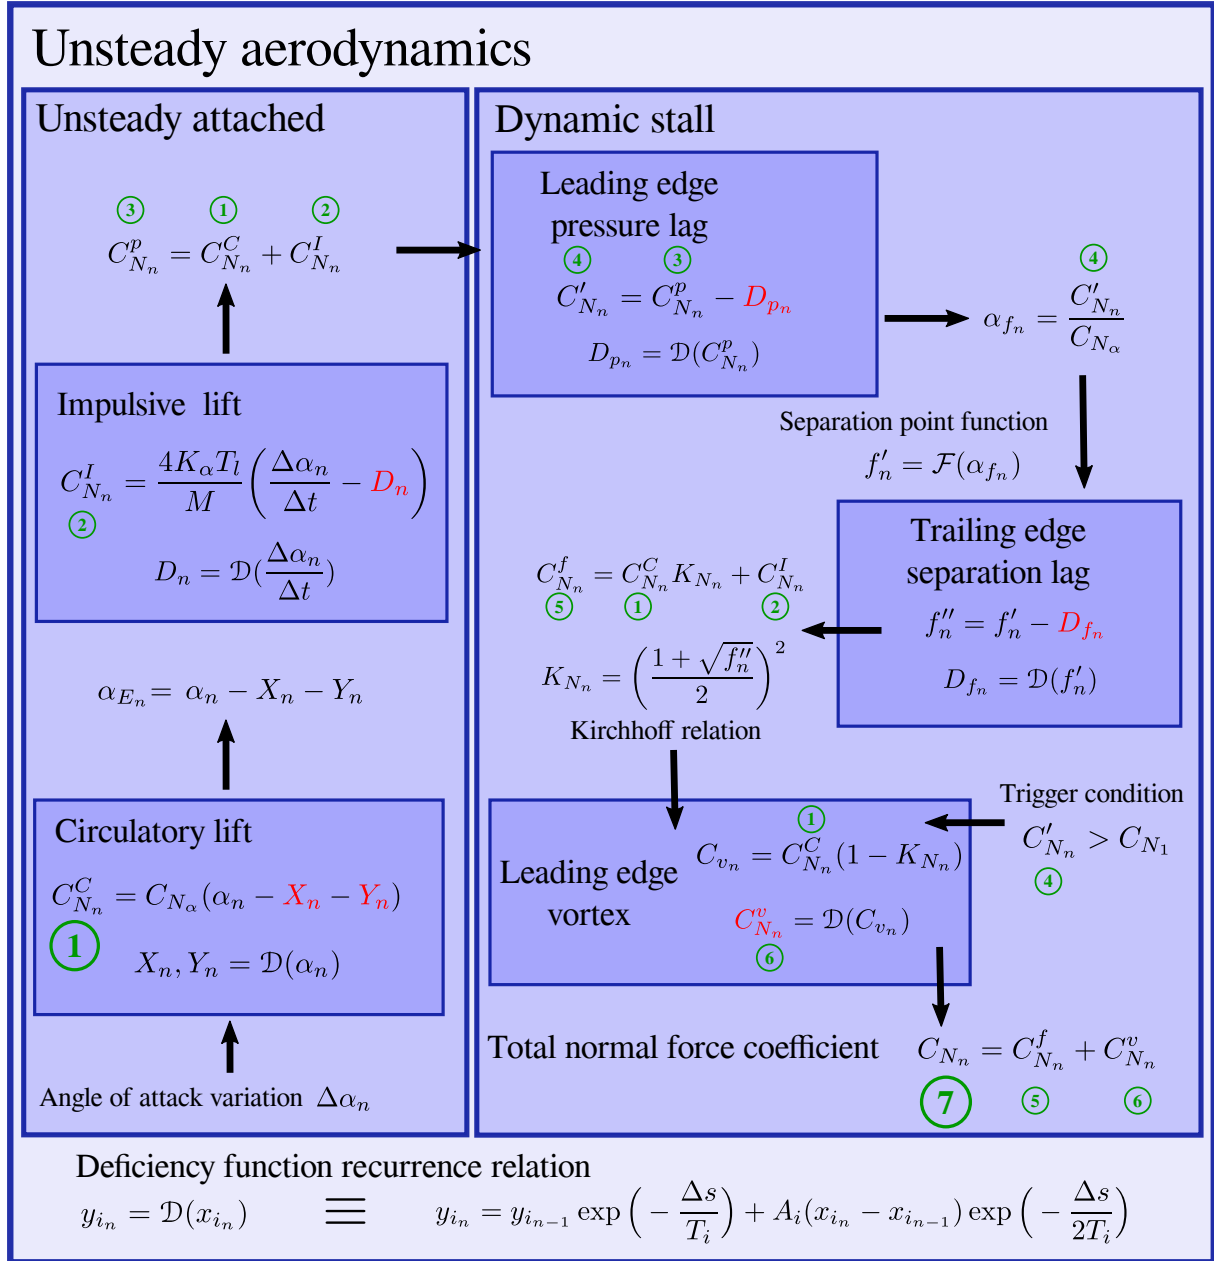 Unsteady aerodynamics
Unsteady attached
③ ① ②
C^p_{N_n} = C^C_{N_n} + C^I_{N_n}
Impulsive lift
C^I_{N_n} = \frac{4K_α T_l}{M} ( \frac{Δα_n}{Δt} − D_n )
②
D_n = 𝒟(\frac{Δα_n}{Δt})
α_{E_n} = α_n − X_n − Y_n
Circulatory lift
C^C_{N_n} = C_{N_α}(α_n − X_n − Y_n)
①
X_n, Y_n = 𝒟(α_n)
Angle of attack variation Δα_n
Dynamic stall
Leading edge
pressure lag
④ ③
C'_{N_n} = C^p_{N_n} − D_{p_n}
D_{p_n} = 𝒟(C^p_{N_n})
④
α_{f_n} = \frac{C'_{N_n}}{C_{N_α}}
Separation point function
f'_n = ℱ(α_{f_n})
Trailing edge
separation lag
f''_n = f'_n − D_{f_n}
D_{f_n} = 𝒟(f'_n)
C^f_{N_n} = C^C_{N_n} K_{N_n} + C^I_{N_n}
⑤ ① ②
K_{N_n} = ( \frac{1 + \sqrt{f''_n}}{2} )^2
Kirchhoff relation
Trigger condition
C'_{N_n} > C_{N_1}
④
Leading edge
vortex
①
C_{v_n} = C^C_{N_n}(1 − K_{N_n})
C^v_{N_n} = 𝒟(C_{v_n})
⑥
Total normal force coefficient C_{N_n} = C^f_{N_n} + C^v_{N_n}
⑦ ⑤ ⑥
Deficiency function recurrence relation
y_{i_n} = 𝒟(x_{i_n}) ≡ y_{i_n} = y_{i_{n−1}} exp( − \frac{Δs}{T_i} ) + A_i(x_{i_n} − x_{i_{n−1}}) exp( − \frac{Δs}{2T_i} )